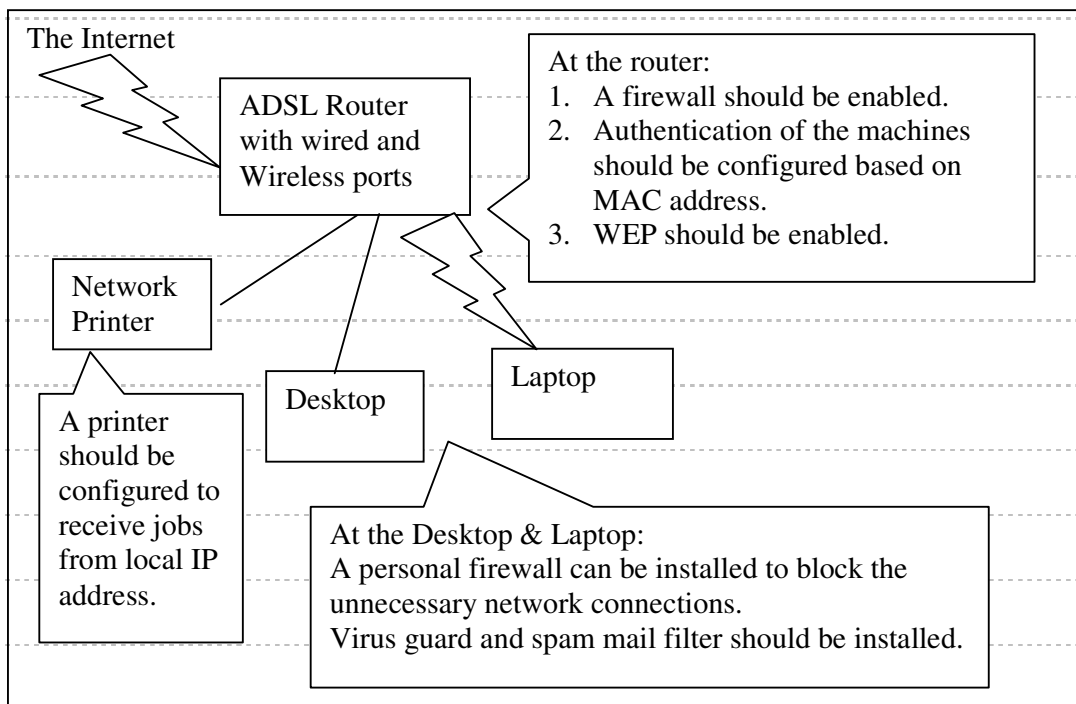 The Internet
ADSL Router
with wired and
Wireless ports
At the router:
1. A firewall should be enabled.
2. Authentication of the machines
should be configured based on
MAC address.
3. WEP should be enabled.
Network
Printer
Desktop
Laptop
A printer
should be
configured to
receive jobs
from local IP
address.
At the Desktop & Laptop:
A personal firewall can be installed to block the
unnecessary network connections.
Virus guard and spam mail filter should be installed.